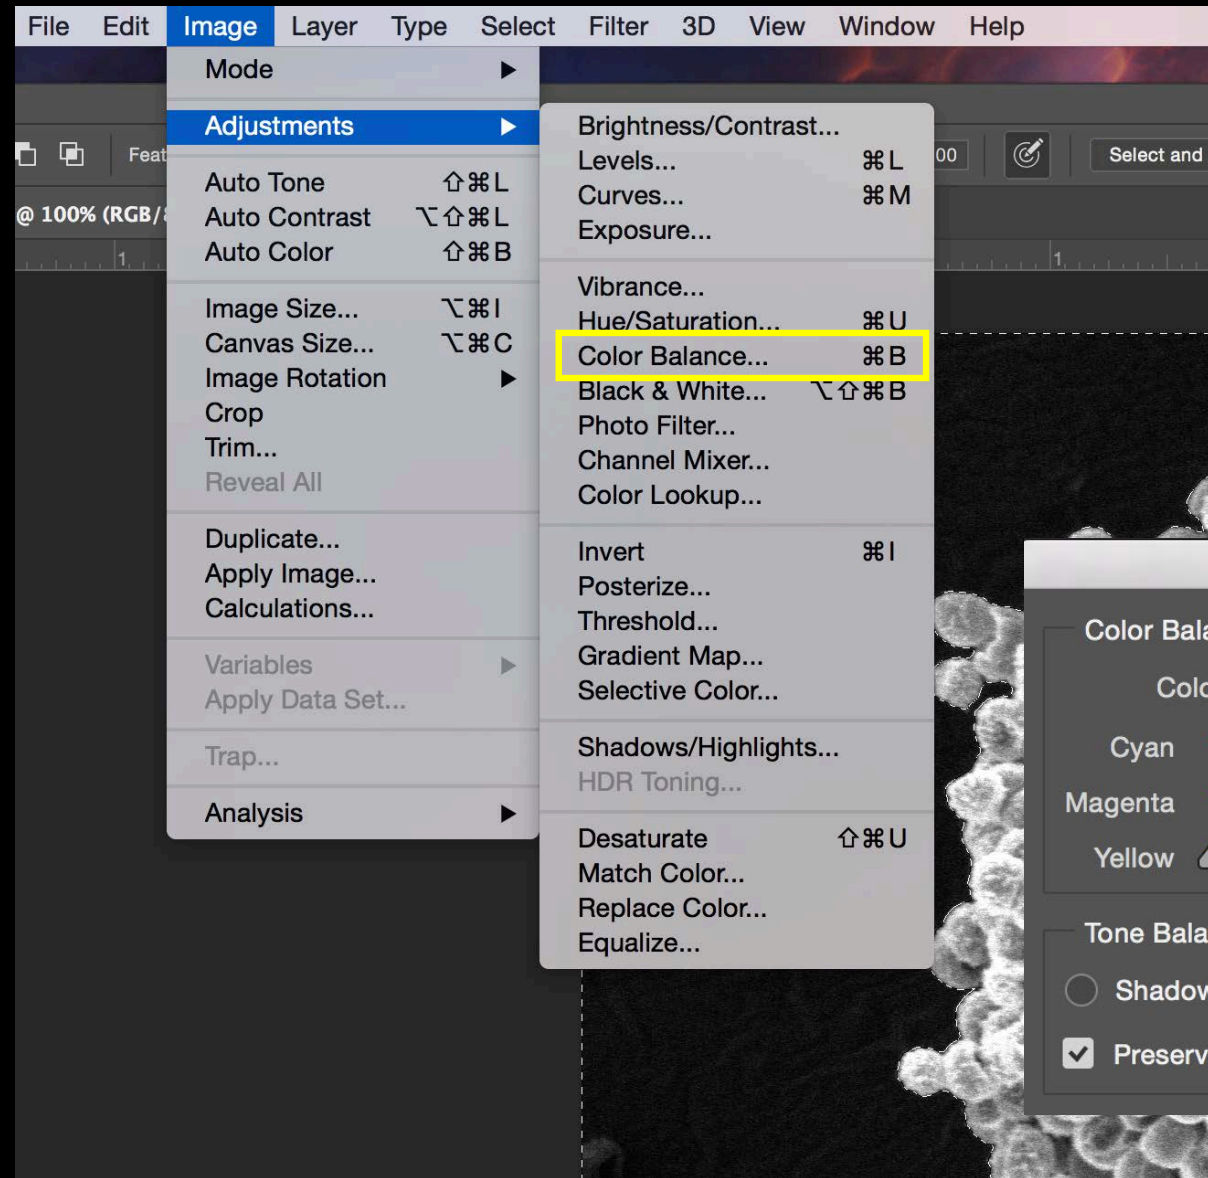 File Edit Image Layer Type Select Filter 3D View Window Help
Mode
Adjustments
Auto Tone ⇧⌘L
Auto Contrast ⌥⇧⌘L
Auto Color ⇧⌘B
Image Size... ⌥⌘I
Canvas Size... ⌥⌘C
Image Rotation
Crop
Trim...
Reveal All
Duplicate...
Apply Image...
Calculations...
Variables
Apply Data Set...
Trap...
Analysis
Brightness/Contrast...
Levels... ⌘L
Curves... ⌘M
Exposure...
Vibrance...
Hue/Saturation... ⌘U
Color Balance... ⌘B
Black & White... ⌥⇧⌘B
Photo Filter...
Channel Mixer...
Color Lookup...
Invert ⌘I
Posterize...
Threshold...
Gradient Map...
Selective Color...
Shadows/Highlights...
HDR Toning...
Desaturate ⇧⌘U
Match Color...
Replace Color...
Equalize...
Feat
00
Select and
@ 100% (RGB/
1
1
Color Bala
Colo
Cyan
Magenta
Yellow
Tone Bala
Shadow
Preserv